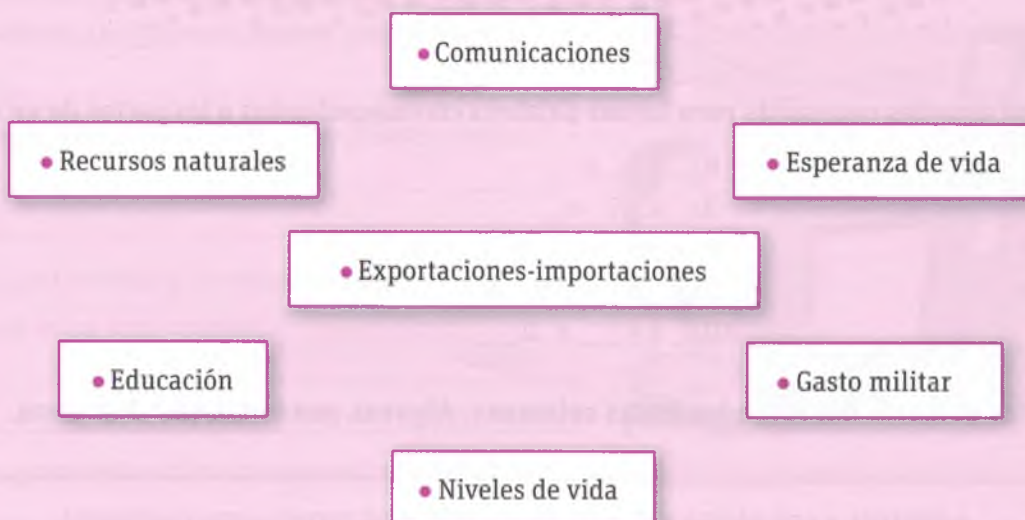 • Comunicaciones
• Recursos naturales
• Esperanza de vida
• Exportaciones-importaciones
• Educación
• Gasto militar
• Niveles de vida